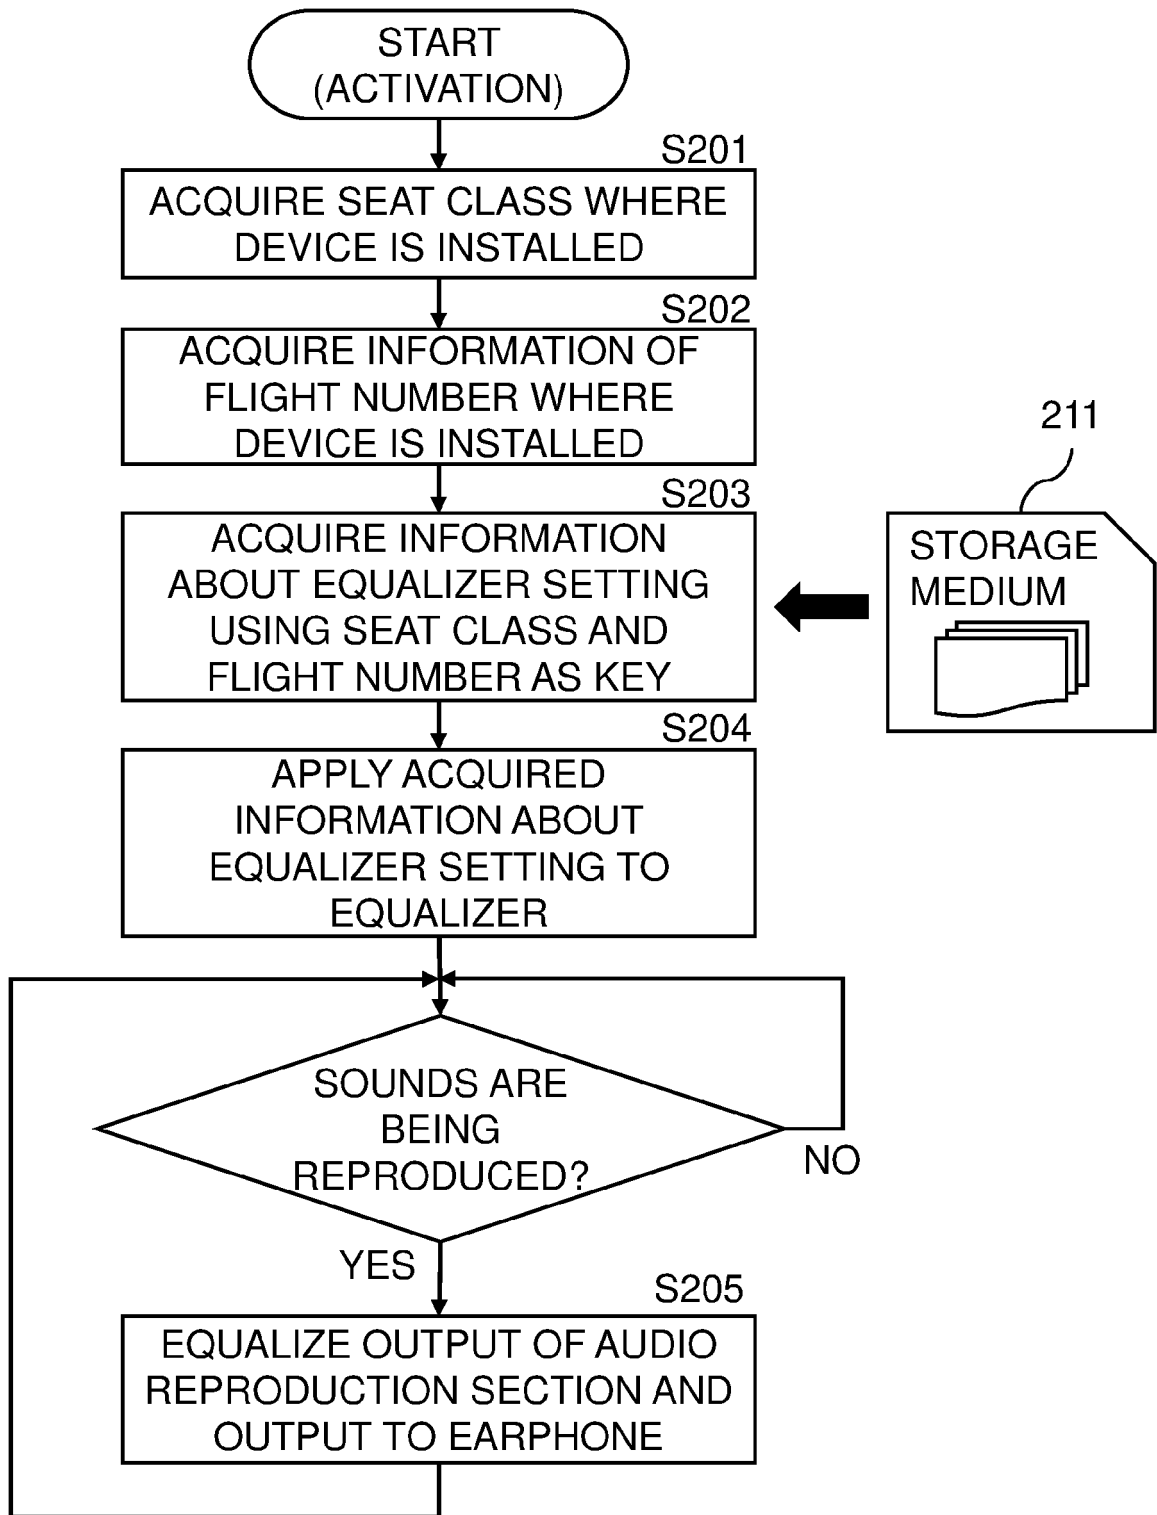 START
(ACTIVATION)
S201
ACQUIRE SEAT CLASS WHERE
DEVICE IS INSTALLED
S202
ACQUIRE INFORMATION OF
FLIGHT NUMBER WHERE
DEVICE IS INSTALLED
S203
ACQUIRE INFORMATION
ABOUT EQUALIZER SETTING
USING SEAT CLASS AND
FLIGHT NUMBER AS KEY
211
STORAGE
MEDIUM
S204
APPLY ACQUIRED
INFORMATION ABOUT
EQUALIZER SETTING TO
EQUALIZER
SOUNDS ARE
BEING
REPRODUCED?
NO
YES
S205
EQUALIZE OUTPUT OF AUDIO
REPRODUCTION SECTION AND
OUTPUT TO EARPHONE